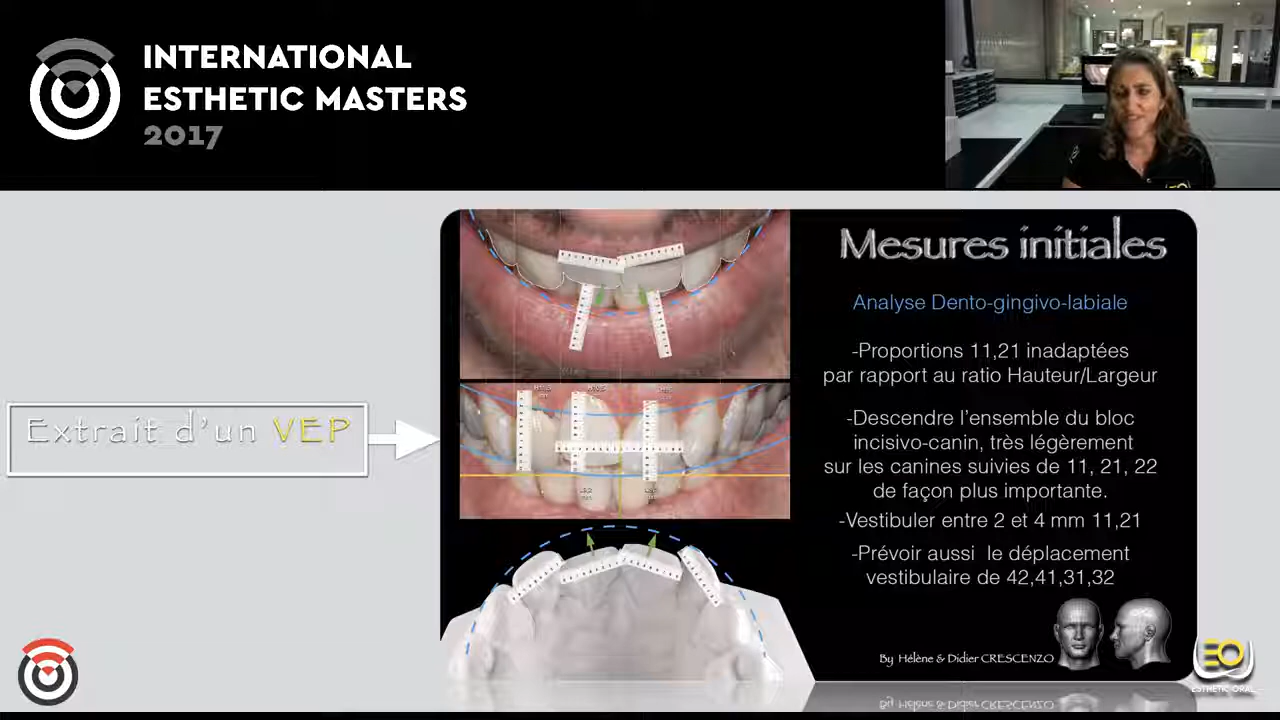 INTERNATIONAL
ESTHETIC MASTERS
2017
Extrait d'un VEP
Mesures initiales
Analyse Dento-gingivo-labiale
-Proportions 11,21 inadaptées
par rapport au ratio Hauteur/Largeur
-Descendre l'ensemble du bloc
incisivo-canin, très légèrement
sur les canines suivies de 11, 21, 22
de façon plus importante.
-Vestibuler entre 2 et 4 mm 11,21
-Prévoir aussi le déplacement
vestibulaire de 42,41,31,32
By Hélène & Didier CRESCENZO
EO
ESTHETIC ORAL